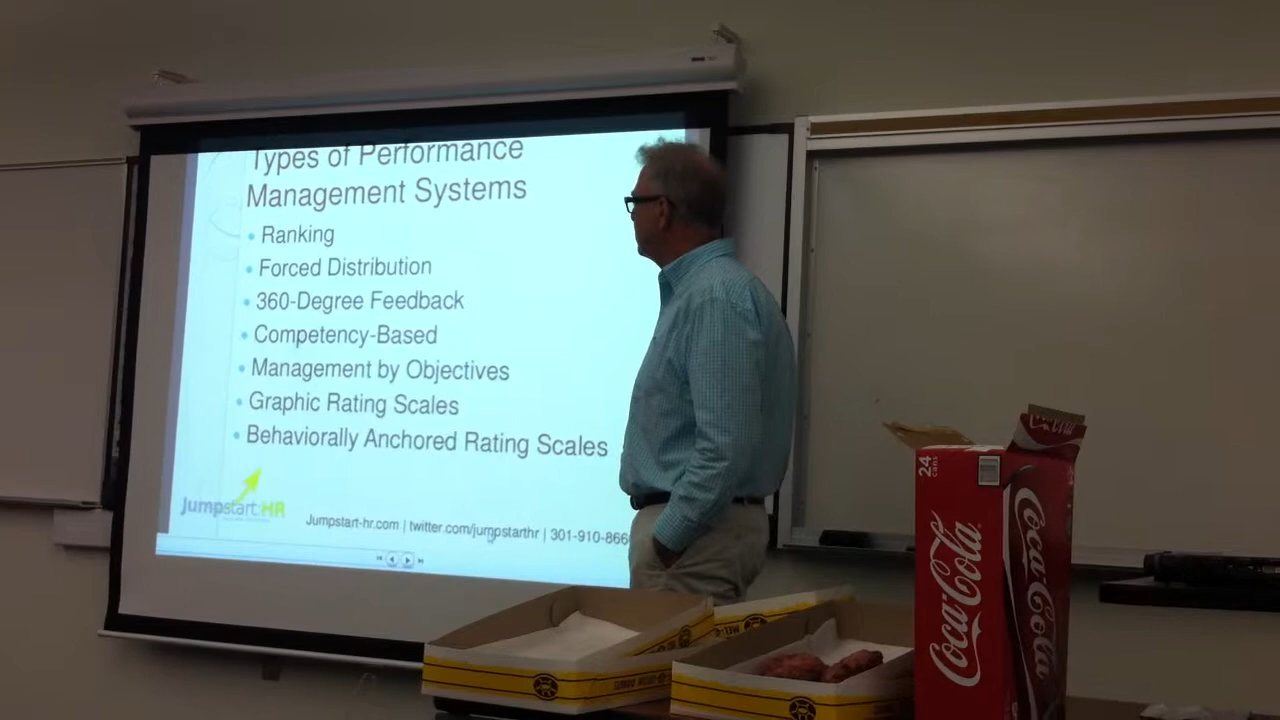 Types of Performance
Management Systems
• Ranking
• Forced Distribution
• 360-Degree Feedback
• Competency-Based
• Management by Objectives
• Graphic Rating Scales
• Behaviorally Anchored Rating Scales
Jumpstart:HR
Jumpstart-hr.com | twitter.com/jumpstarthr | 301-910-866
24
cans
Coca-Cola
Coca-Cola